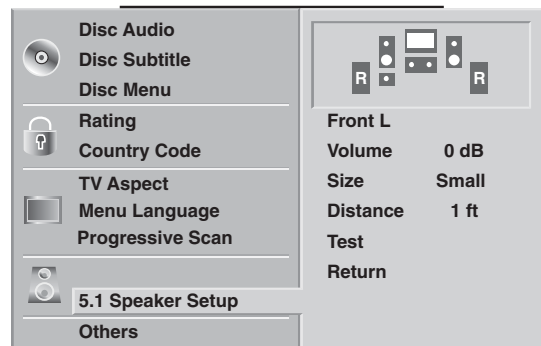 Disc Audio
Disc Subtitle
Disc Menu
Rating
Country Code
TV Aspect
Menu Language
Progressive Scan
5.1 Speaker Setup
Others
R R
Front L
Volume 0 dB
Size Small
Distance 1 ft
Test
Return